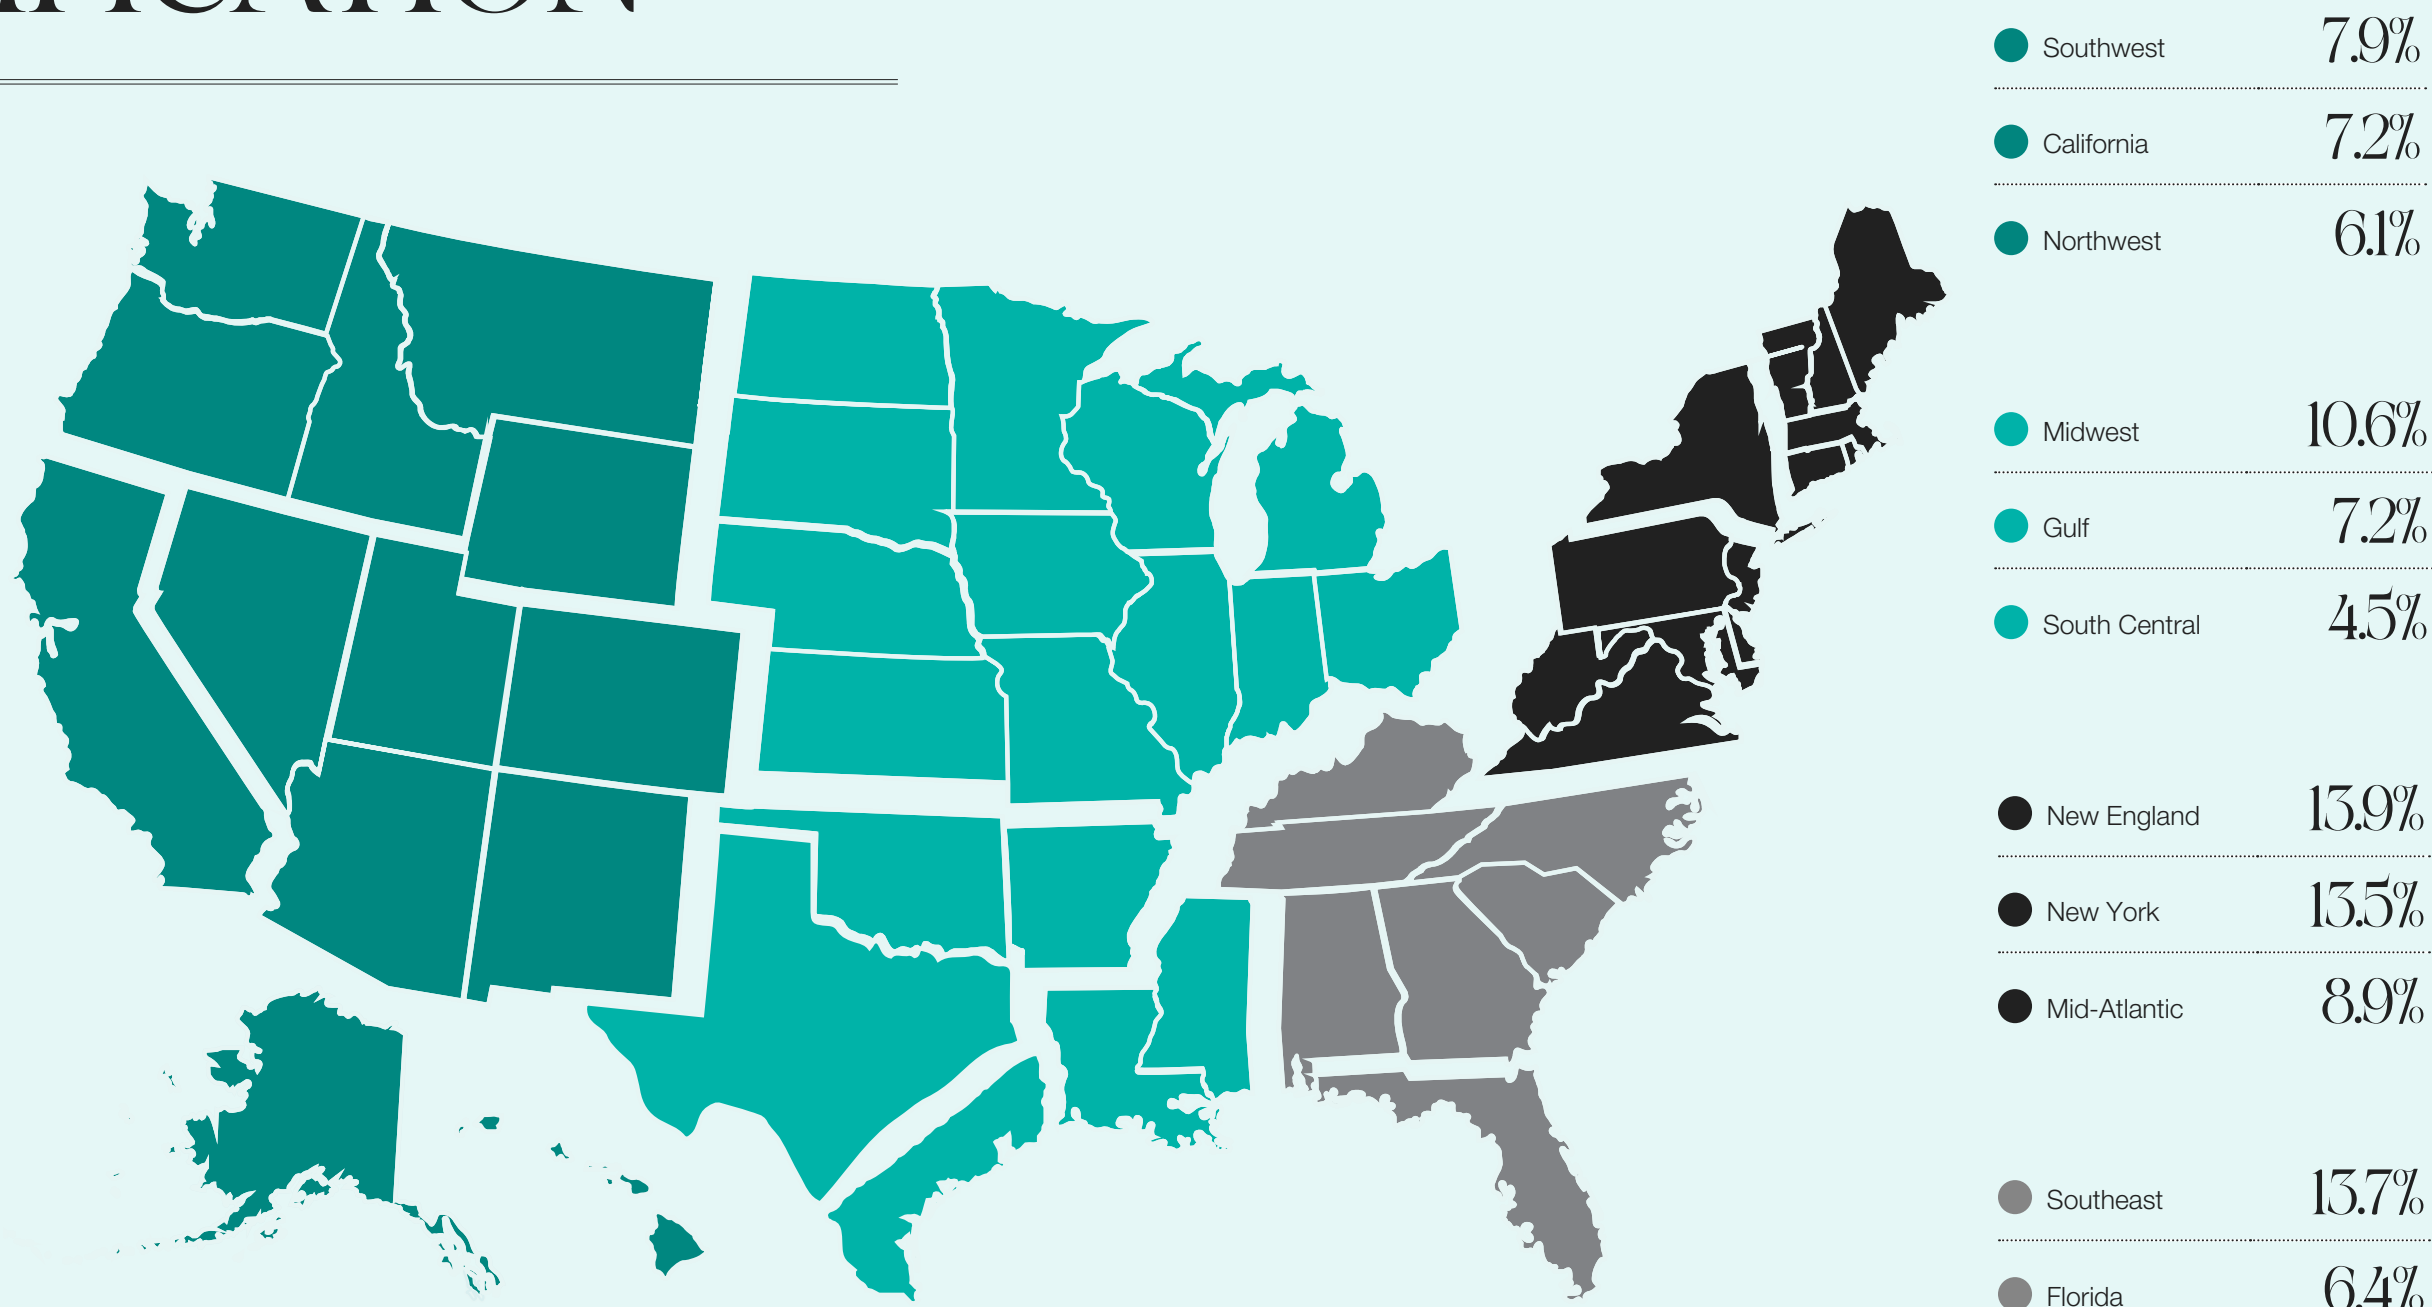 Southwest 7.9%
California 7.2%
Northwest 6.1%
Midwest 10.6%
Gulf 7.2%
South Central 4.5%
New England 13.9%
New York 13.5%
Mid-Atlantic 8.9%
Southeast 13.7%
Florida 6.4%